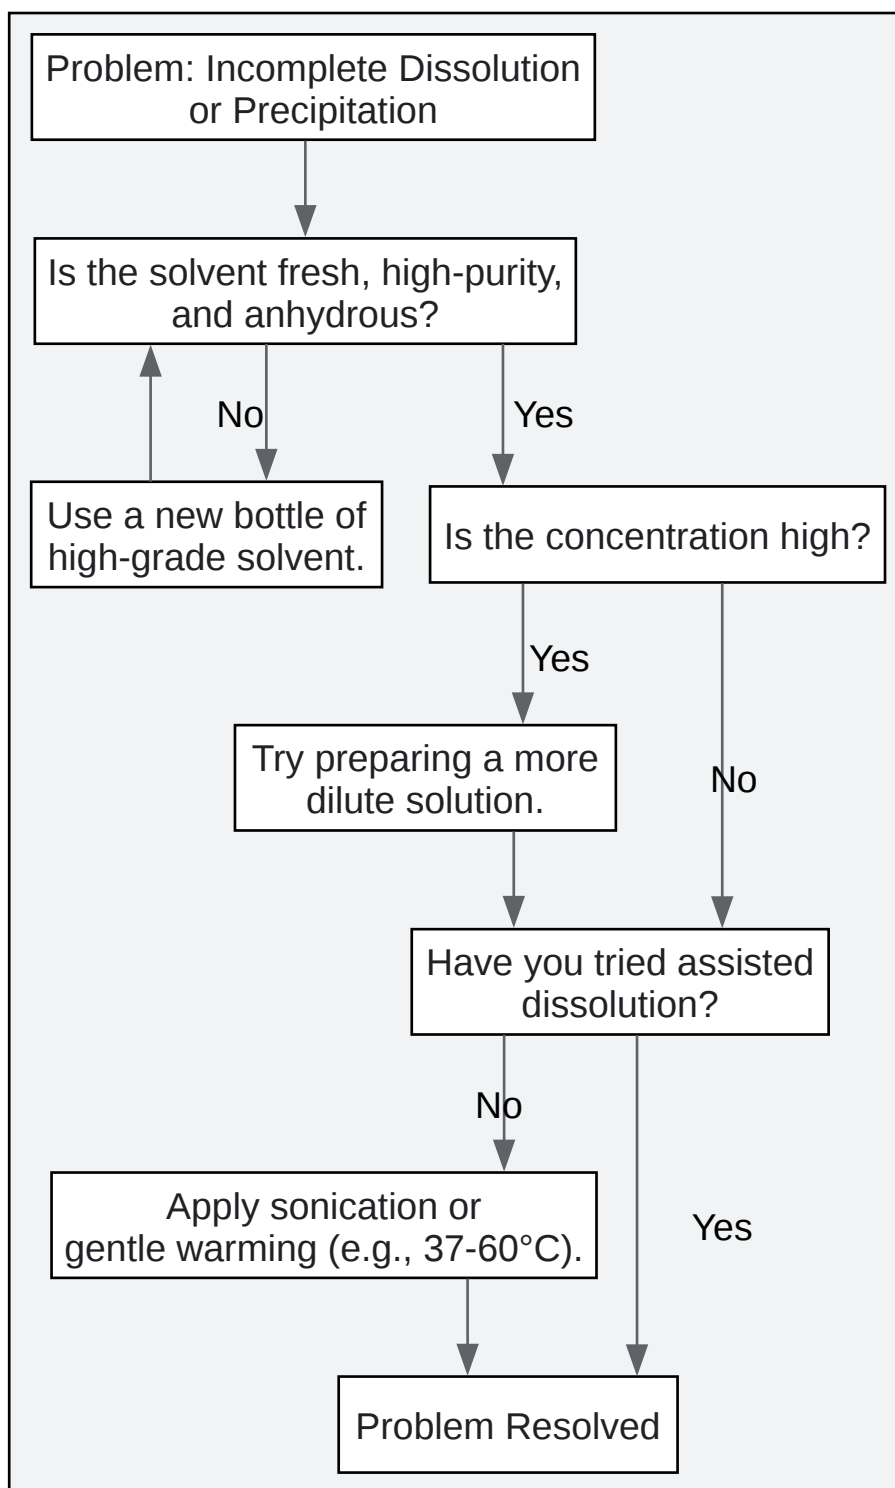 Problem: Incomplete Dissolution
or Precipitation
Is the solvent fresh, high-purity,
and anhydrous?
No
Yes
Use a new bottle of
high-grade solvent.
Is the concentration high?
Yes
Try preparing a more
dilute solution.
No
Have you tried assisted
dissolution?
No
Apply sonication or
gentle warming (e.g., 37-60°C).
Yes
Problem Resolved